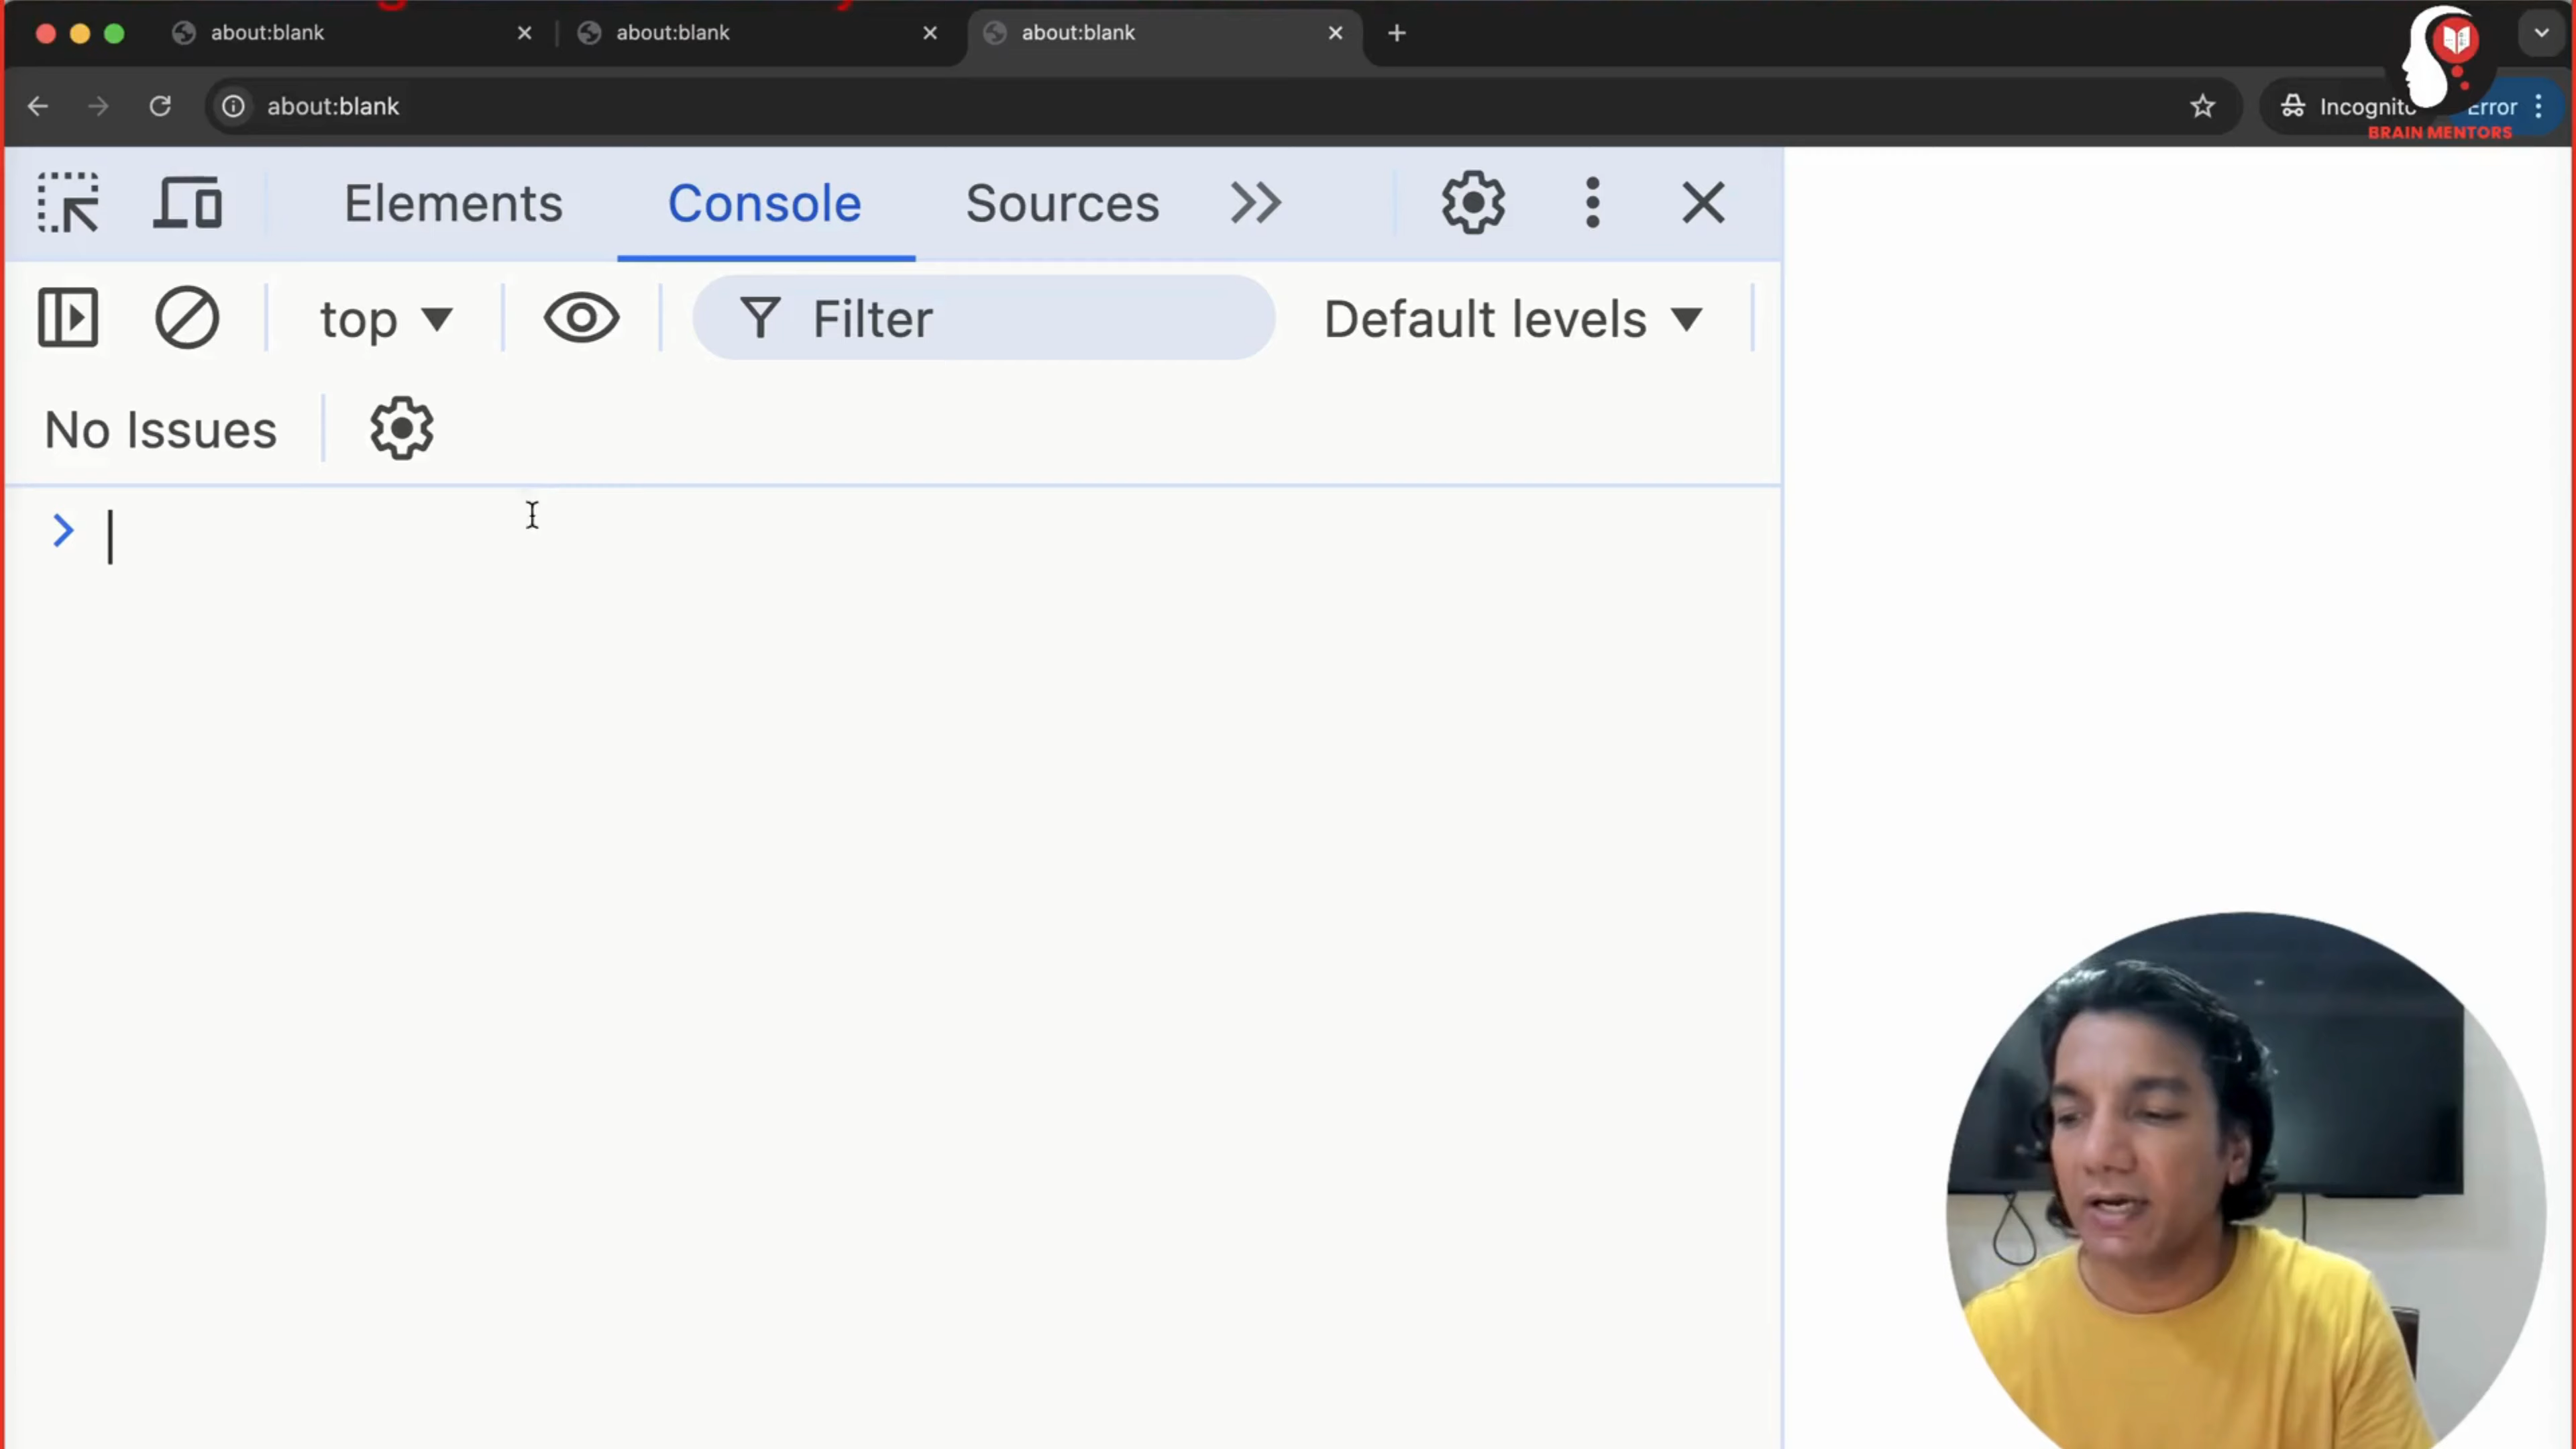 about:blank
about:blank
about:blank
about:blank
Incognito
Error
BRAIN MENTORS
Elements
Console
Sources
top
Filter
Default levels
No Issues